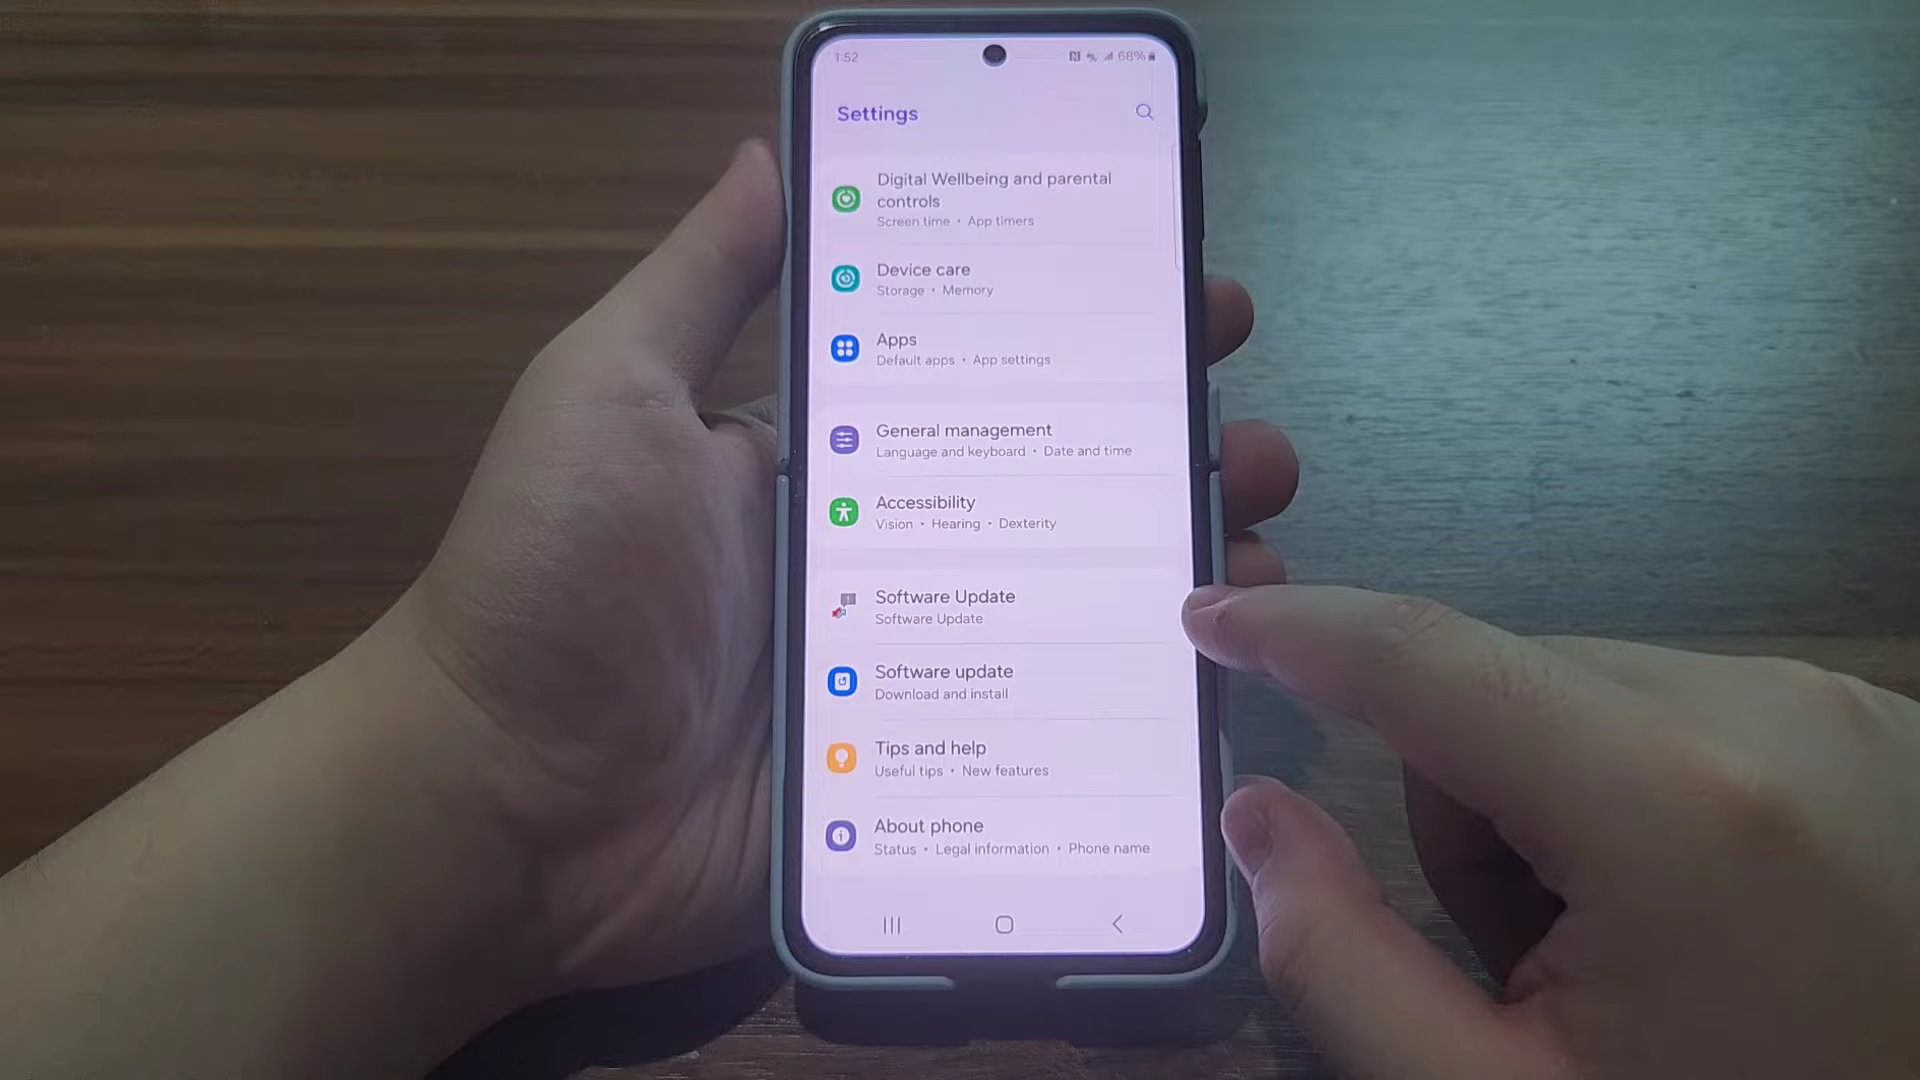 1:52
68%
Settings
Digital Wellbeing and parental
controls
Screen time • App timers
Device care
Storage • Memory
Apps
Default apps • App settings
General management
Language and keyboard • Date and time
Accessibility
Vision • Hearing • Dexterity
Software Update
Software Update
Software update
Download and install
Tips and help
Useful tips • New features
About phone
Status • Legal information • Phone name